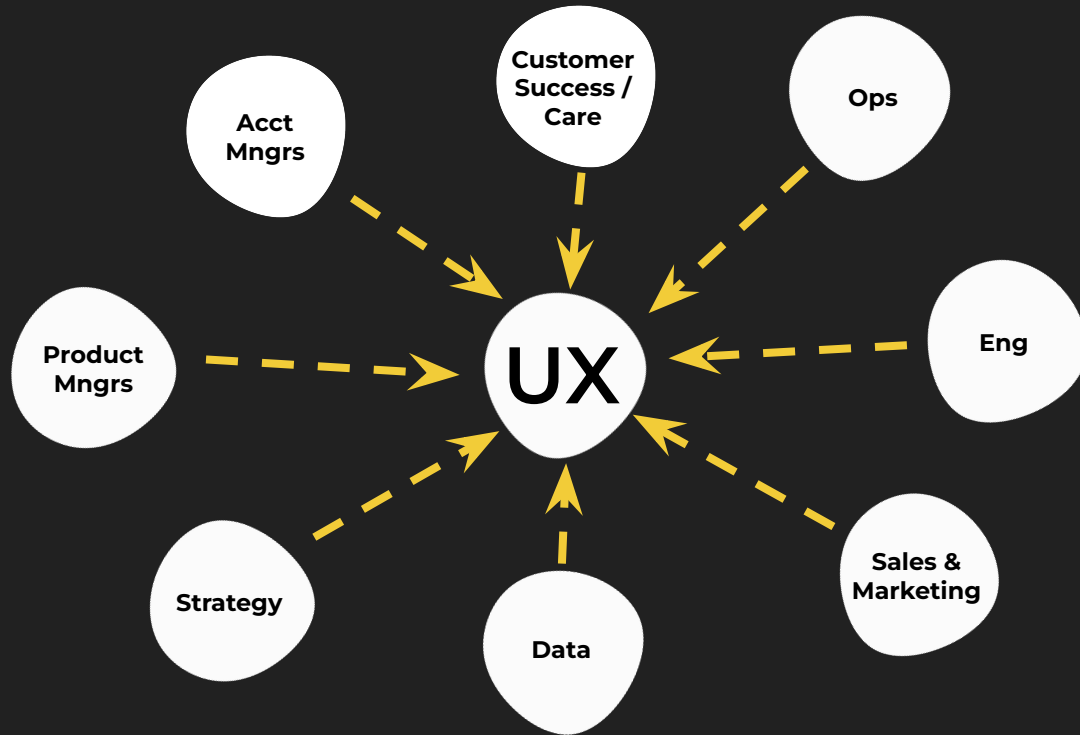 Customer
Success /
Care
Ops
Acct
Mngrs
Product
Mngrs
UX
Eng
Strategy
Data
Sales &
Marketing